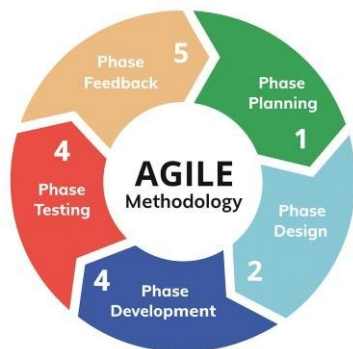 AGILE
Methodology
Phase
Planning
1
Phase
Design
2
Phase
Development
4
Phase
Testing
4
Phase
Feedback
5